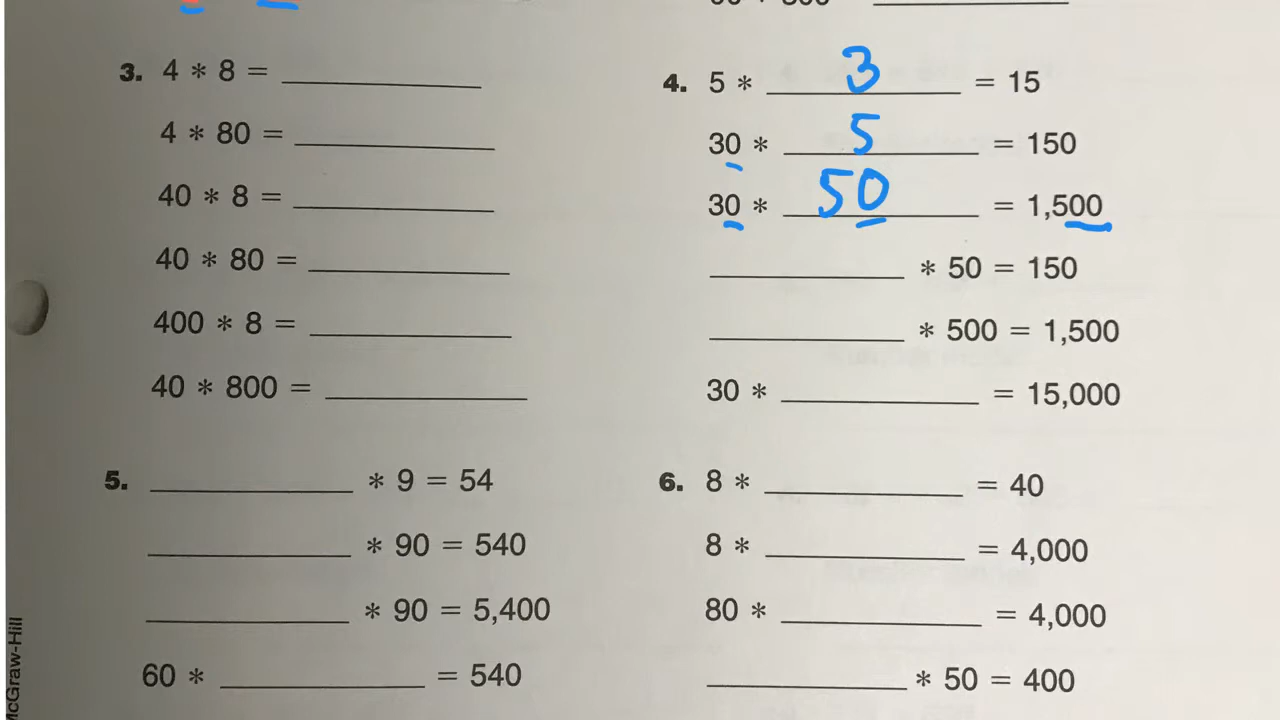 3. 4 * 8 = ____
4 * 80 = ____
40 * 8 = ____
40 * 80 = ____
400 * 8 = ____
40 * 800 = ____
4. 5 * 3 = 15
30 * 5 = 150
30 * 50 = 1,500
____ * 50 = 150
____ * 500 = 1,500
30 * ____ = 15,000
5. ____ * 9 = 54
____ * 90 = 540
____ * 90 = 5,400
60 * ____ = 540
6. 8 * ____ = 40
8 * ____ = 4,000
80 * ____ = 4,000
____ * 50 = 400
McGraw-Hill